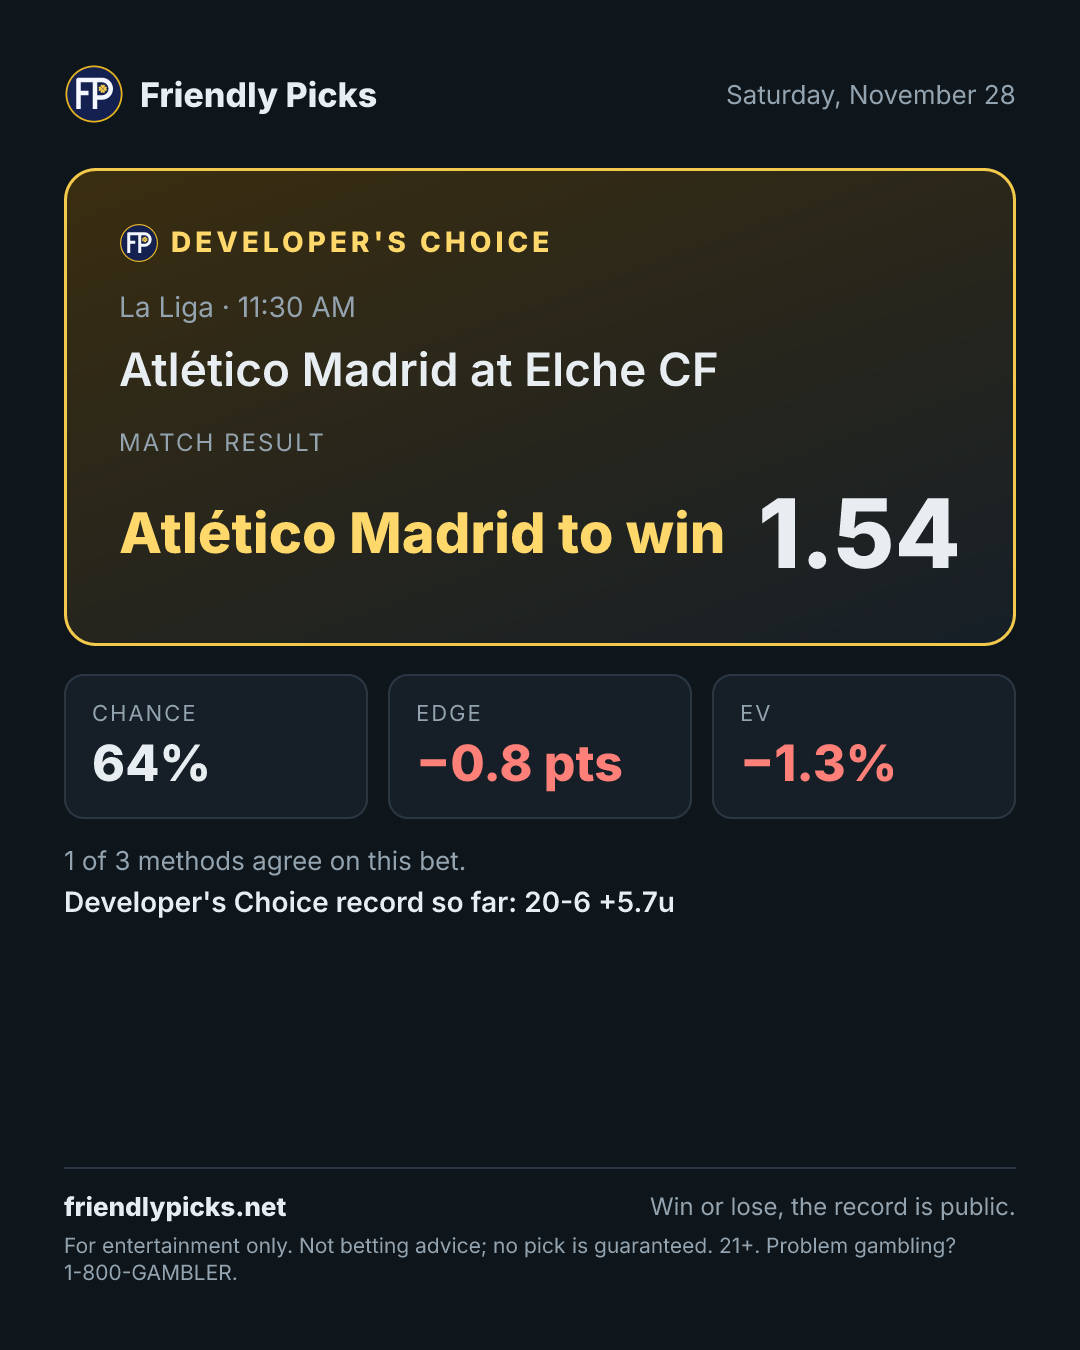 FP Friendly Picks
Saturday, November 28
FP DEVELOPER'S CHOICE
La Liga · 11:30 AM
Atlético Madrid at Elche CF
MATCH RESULT
Atlético Madrid to win 1.54
CHANCE
64%
EDGE
−0.8 pts
EV
−1.3%
1 of 3 methods agree on this bet.
Developer's Choice record so far: 20-6 +5.7u
friendlypicks.net
Win or lose, the record is public.
For entertainment only. Not betting advice; no pick is guaranteed. 21+. Problem gambling?
1-800-GAMBLER.